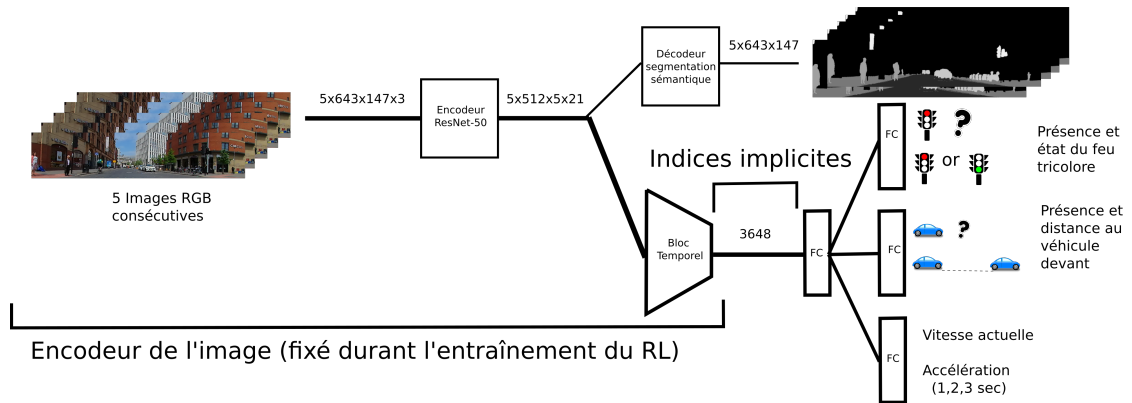 5 Images RGB
consécutives
5x643x147x3
Encodeur
ResNet-50
5x512x5x21
Décodeur
segmentation
sémantique
5x643x147
Indices implicites
Bloc
Temporel
3648
FC
FC
?
or
Présence et
état du feu
tricolore
FC
?
Présence et
distance au
véhicule
devant
FC
Vitesse actuelle
Accélération
(1,2,3 sec)
Encodeur de l'image (fixé durant l'entraînement du RL)